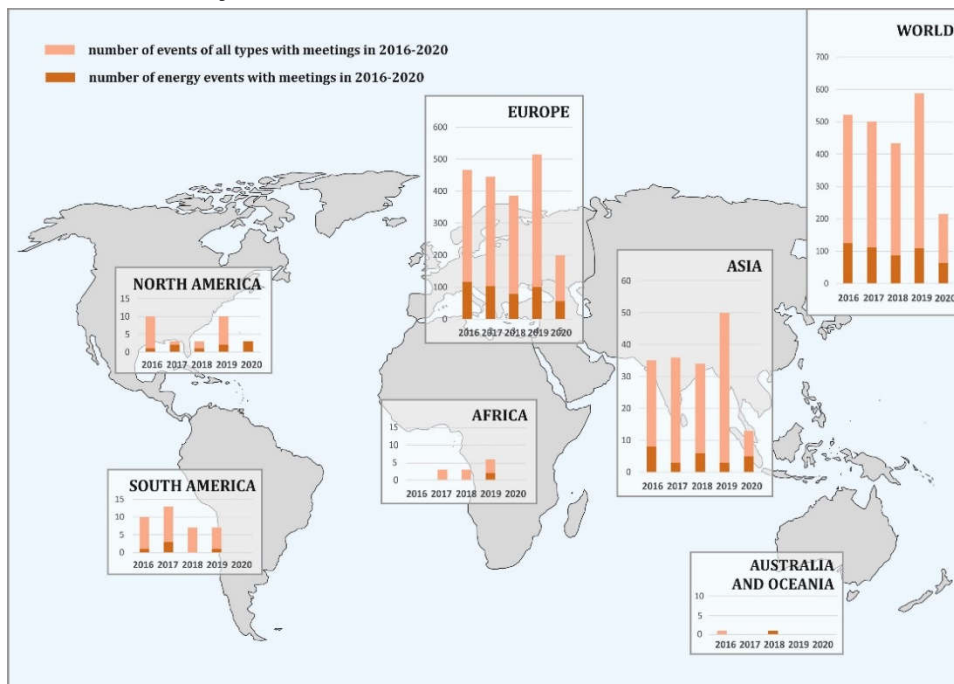 number of events of all types with meetings in 2016-2020
number of energy events with meetings in 2016-2020
WORLD
700
600
500
400
300
200
100
0
2016 2017 2018 2019 2020
EUROPE
600
500
400
300
200
100
0
2016 2017 2018 2019 2020
NORTH AMERICA
15
10
5
0
2016 2017 2018 2019 2020
ASIA
60
50
40
30
20
10
0
2016 2017 2018 2019 2020
AFRICA
15
10
5
0
2016 2017 2018 2019 2020
SOUTH AMERICA
15
10
5
0
2016 2017 2018 2019 2020
AUSTRALIA
AND OCEANIA
10
5
0
2016 2017 2018 2019 2020